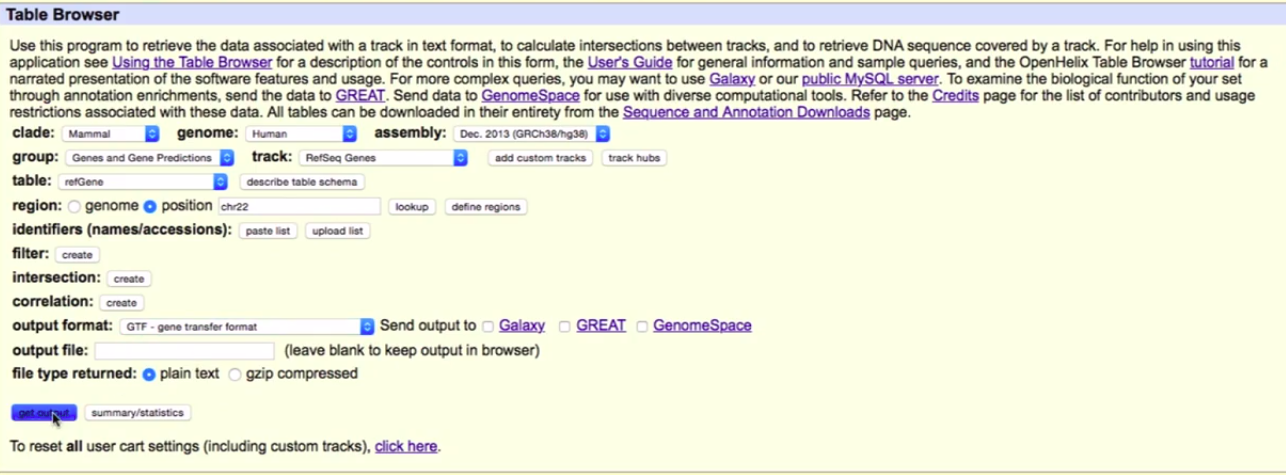 Table Browser
Use this program to retrieve the data associated with a track in text format, to calculate intersections between tracks, and to retrieve DNA sequence covered by a track. For help in using this
application see Using the Table Browser for a description of the controls in this form, the User's Guide for general information and sample queries, and the OpenHelix Table Browser tutorial for a
narrated presentation of the software features and usage. For more complex queries, you may want to use Galaxy or our public MySQL server. To examine the biological function of your set
through annotation enrichments, send the data to GREAT. Send data to GenomeSpace for use with diverse computational tools. Refer to the Credits page for the list of contributors and usage
restrictions associated with these data. All tables can be downloaded in their entirety from the Sequence and Annotation Downloads page.
clade: Mammal genome: Human assembly: Dec. 2013 (GRCh38/hg38)
group: Genes and Gene Predictions track: RefSeq Genes add custom tracks track hubs
table: refGene describe table schema
region: genome position chr22 lookup define regions
identifiers (names/accessions): paste list upload list
filter: create
intersection: create
correlation: create
output format: GTF - gene transfer format Send output to Galaxy GREAT GenomeSpace
output file: (leave blank to keep output in browser)
file type returned: plain text gzip compressed
get output summary/statistics
To reset all user cart settings (including custom tracks), click here.